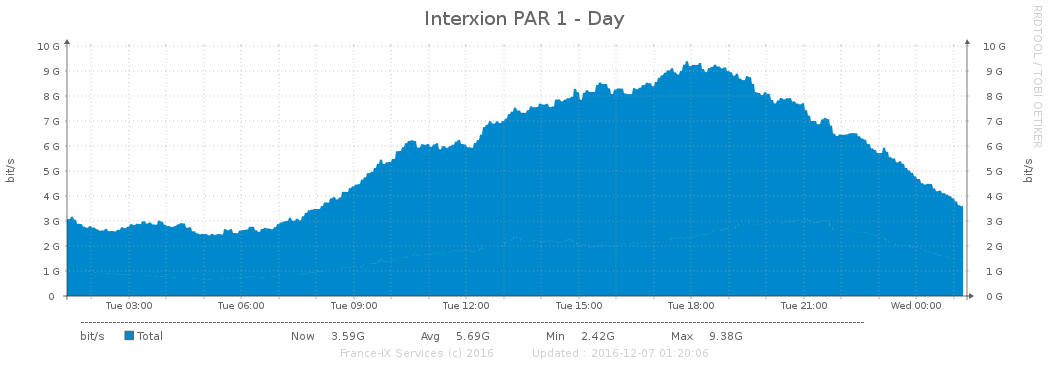 Interxion PAR 1 - Day
RRDTOOL / TOBI OETIKER
10 G 10 G
9 G 9 G
8 G 8 G
7 G 7 G
6 G 6 G
5 G 5 G
4 G 4 G
3 G 3 G
2 G 2 G
1 G 1 G
0 0 G
bit/s
bit/s
Tue 03:00 Tue 06:00 Tue 09:00 Tue 12:00 Tue 15:00 Tue 18:00 Tue 21:00 Wed 00:00
bit/s Total Now 3.59G Avg 5.69G Min 2.42G Max 9.38G
France-IX Services (c) 2016 Updated : 2016-12-07 01:20:06